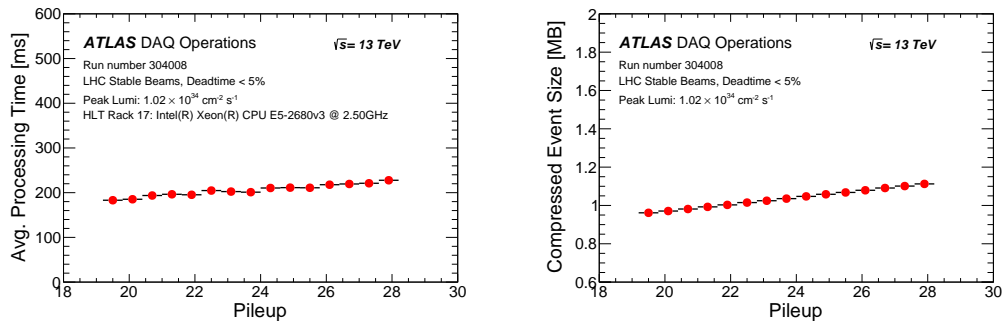 Avg. Processing Time [ms]
600
500
400
300
200
100
0
ATLAS DAQ Operations
√s= 13 TeV
Run number 304008
LHC Stable Beams, Deadtime < 5%
Peak Lumi: 1.02 × 10³⁴ cm⁻² s⁻¹
HLT Rack 17: Intel(R) Xeon(R) CPU E5-2680v3 @ 2.50GHz
18 20 22 24 26 28 30
Pileup
Compressed Event Size [MB]
2
1.8
1.6
1.4
1.2
1
0.8
0.6
ATLAS DAQ Operations
√s= 13 TeV
Run number 304008
LHC Stable Beams, Deadtime < 5%
Peak Lumi: 1.02 × 10³⁴ cm⁻² s⁻¹
18 20 22 24 26 28 30
Pileup